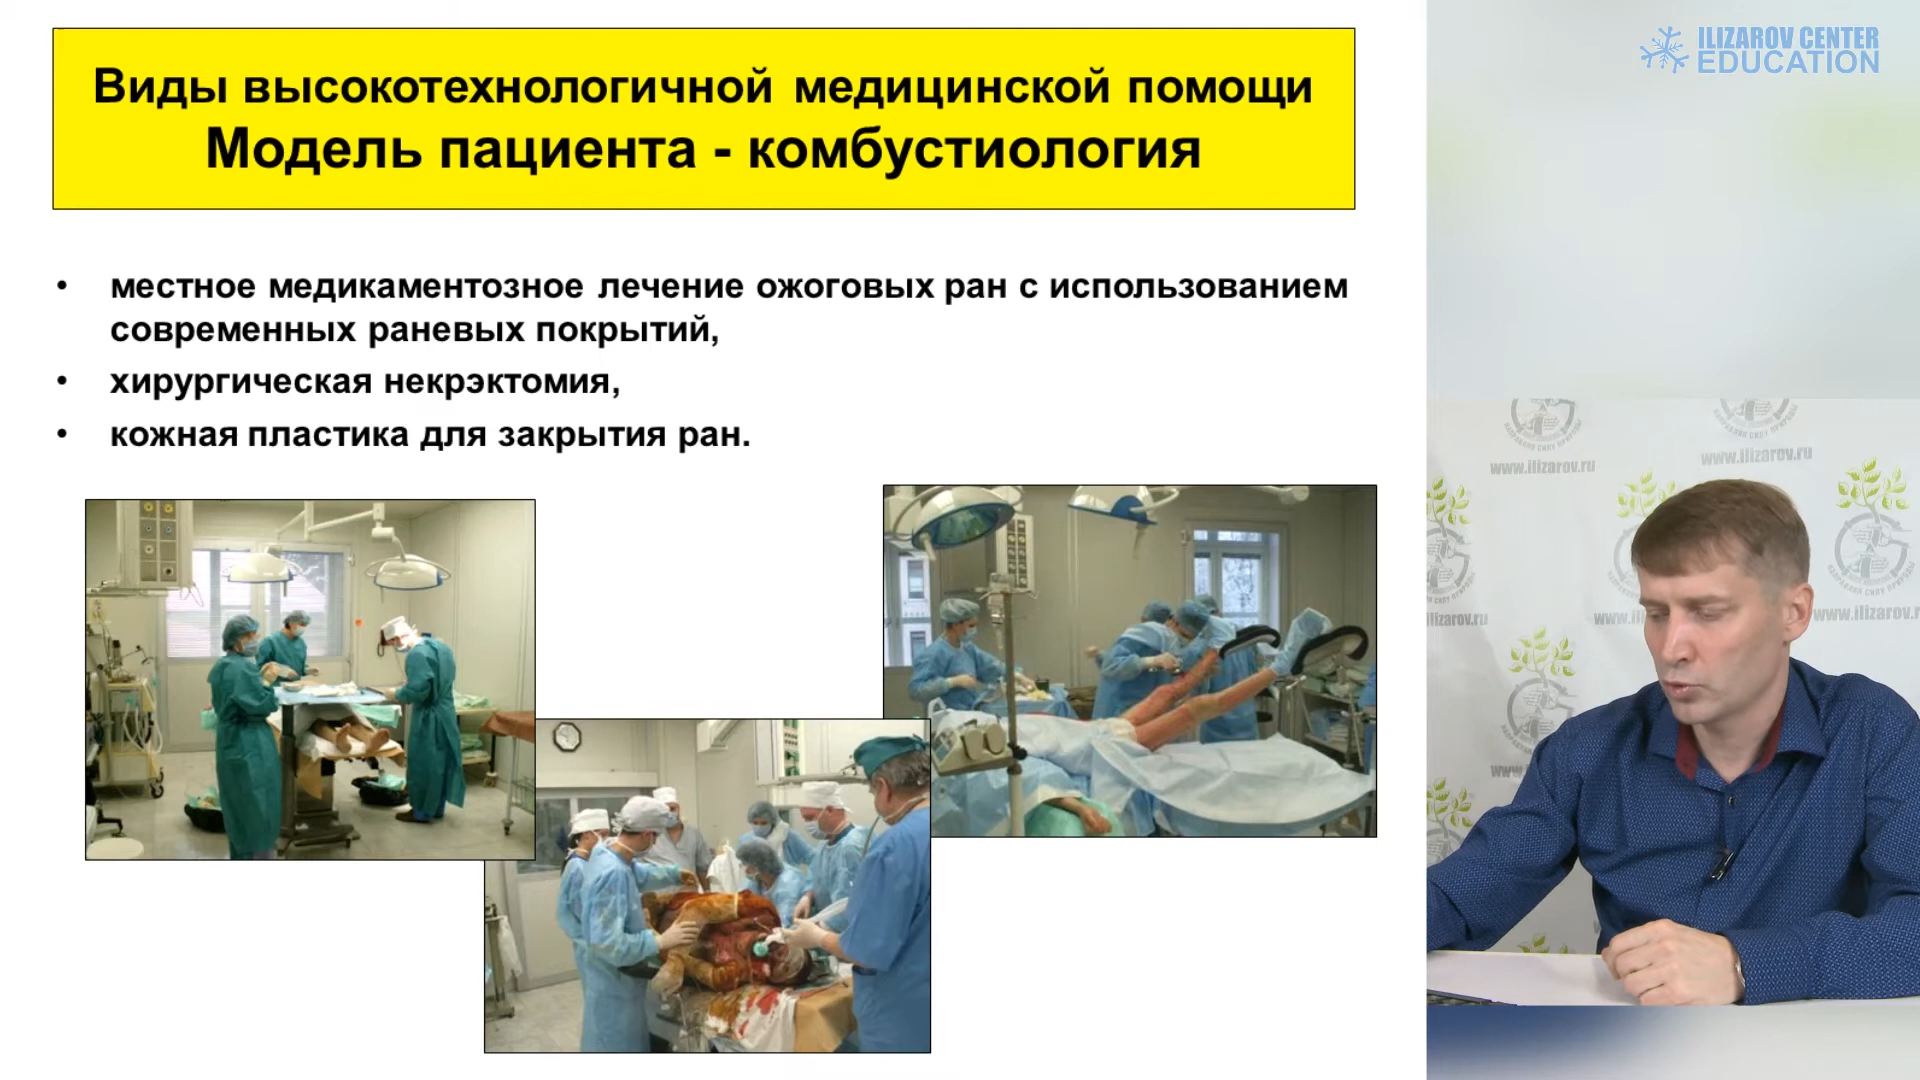 Виды высокотехнологичной медицинской помощи
Модель пациента - комбустиология
• местное медикаментозное лечение ожоговых ран с использованием
современных раневых покрытий,
• хирургическая некрэктомия,
• кожная пластика для закрытия ран.
ILIZAROV CENTER
EDUCATION
www.ilizarov.ru
www.ilizarov.ru
www.ilizarov.r